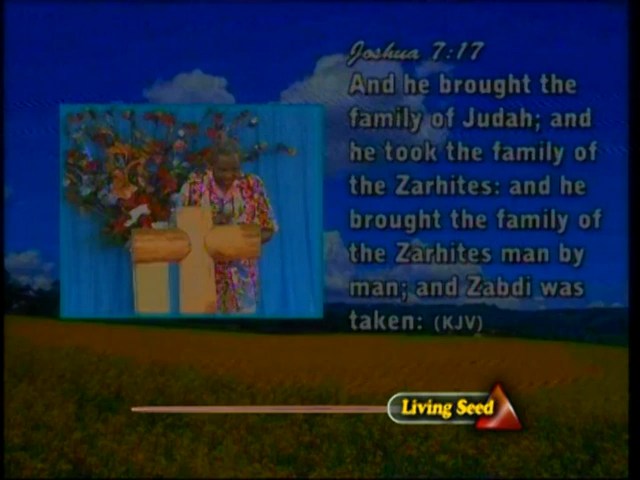 Joshua 7:17
And he brought the
family of Judah; and
he took the family of
the Zarhites: and he
brought the family of
the Zarhites man by
man; and Zabdi was
taken: (KJV)
Living Seed